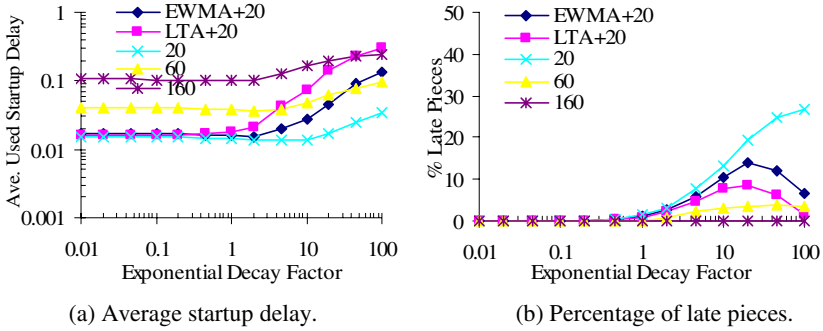 Ave. Used Startup Delay
1
0.1
0.01
0.001
EWMA+20
LTA+20
20
60
160
0.01 0.1 1 10 100
Exponential Decay Factor
(a) Average startup delay.
% Late Pieces
50
40
30
20
10
0
EWMA+20
LTA+20
20
60
160
0.01 0.1 1 10 100
Exponential Decay Factor
(b) Percentage of late pieces.